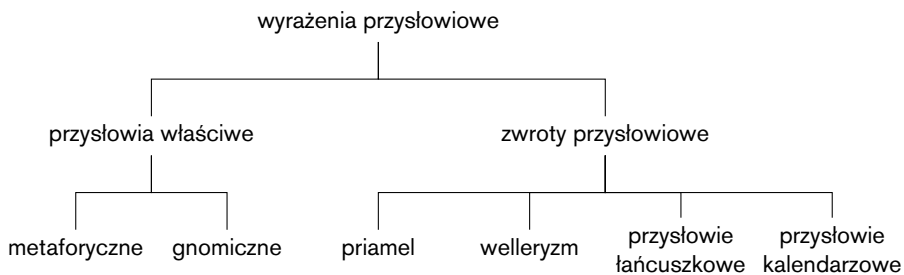 wyrażenia przysłowiowe
przysłowia właściwe
zwroty przysłowiowe
metaforyczne
gnomiczne
priamel
welleryzm
przysłowie
łańcuszkowe
przysłowie
kalendarzowe